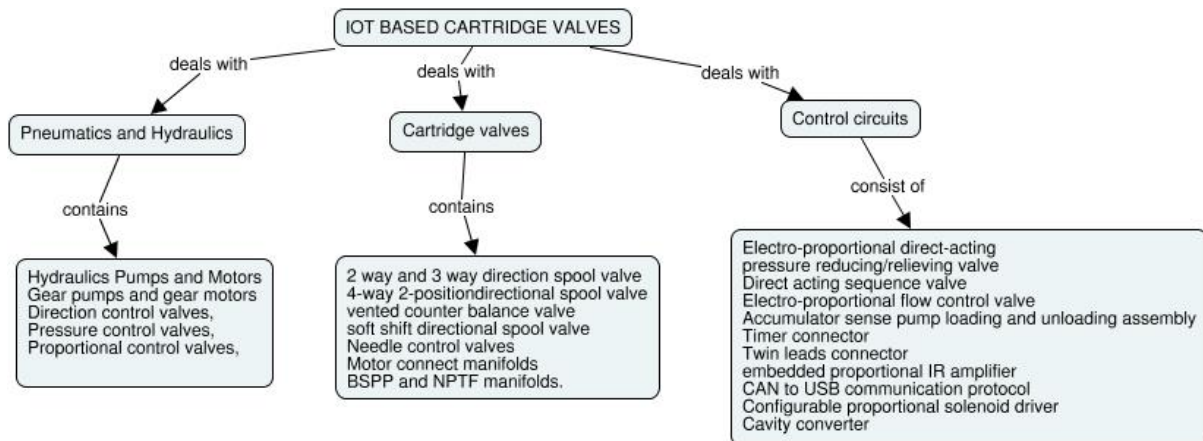 IOT BASED CARTRIDGE VALVES
deals with
deals with
deals with
Pneumatics and Hydraulics
Cartridge valves
Control circuits
contains
contains
consist of
Hydraulics Pumps and Motors
Gear pumps and gear motors
Direction control valves,
Pressure control valves,
Proportional control valves,
2 way and 3 way direction spool valve
4-way 2-positiondirectional spool valve
vented counter balance valve
soft shift directional spool valve
Needle control valves
Motor connect manifolds
BSPP and NPTF manifolds.
Electro-proportional direct-acting
pressure reducing/relieving valve
Direct acting sequence valve
Electro-proportional flow control valve
Accumulator sense pump loading and unloading assembly
Timer connector
Twin leads connector
embedded proportional IR amplifier
CAN to USB communication protocol
Configurable proportional solenoid driver
Cavity converter